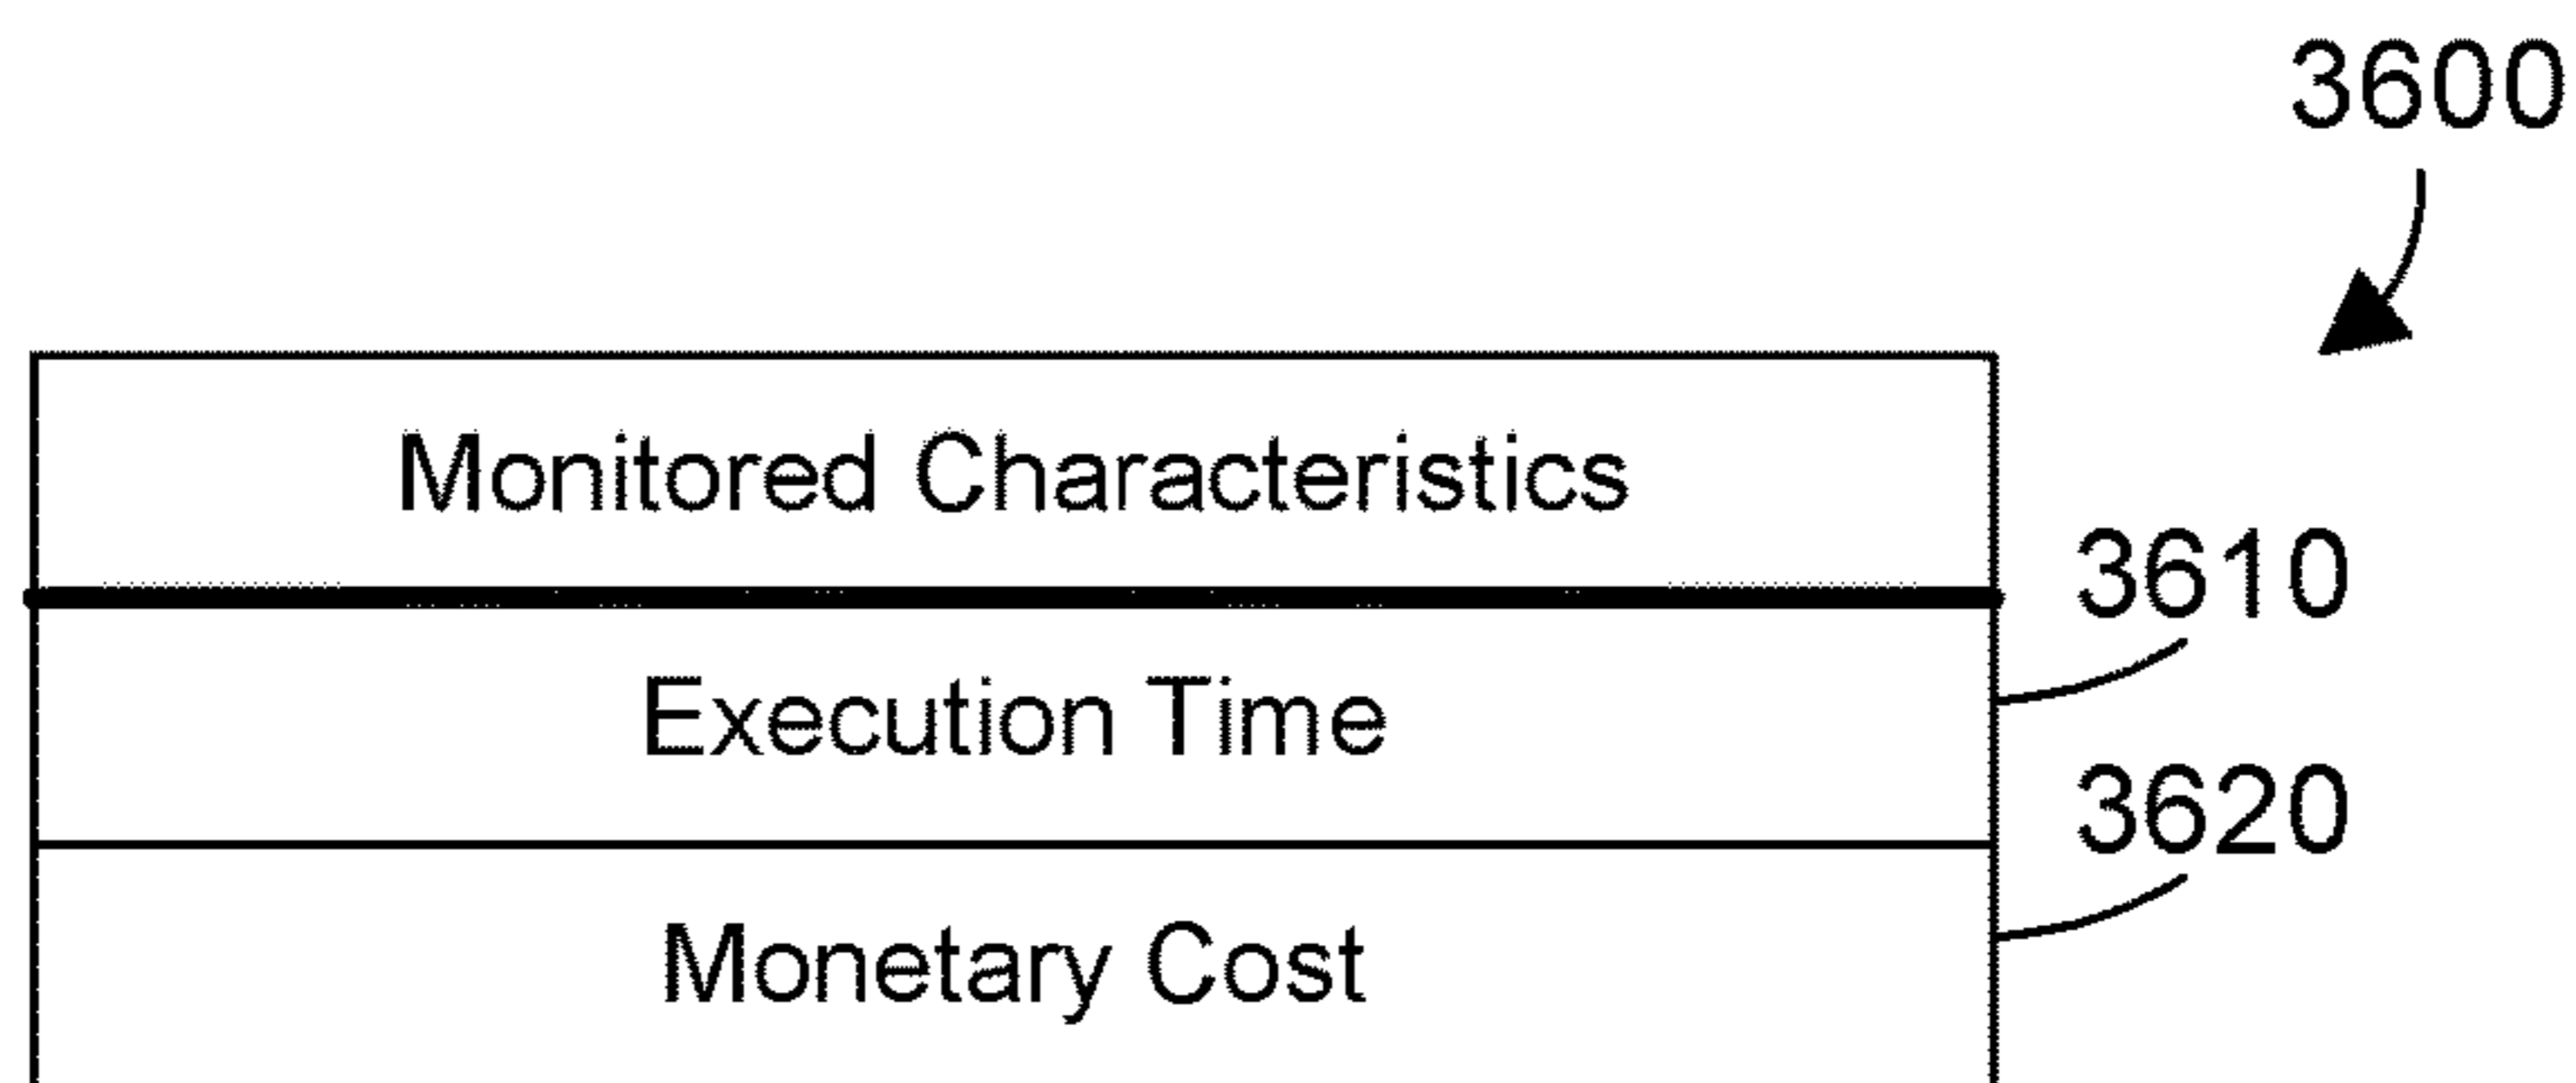 3600
Monitored Characteristics
3610
Execution Time
3620
Monetary Cost